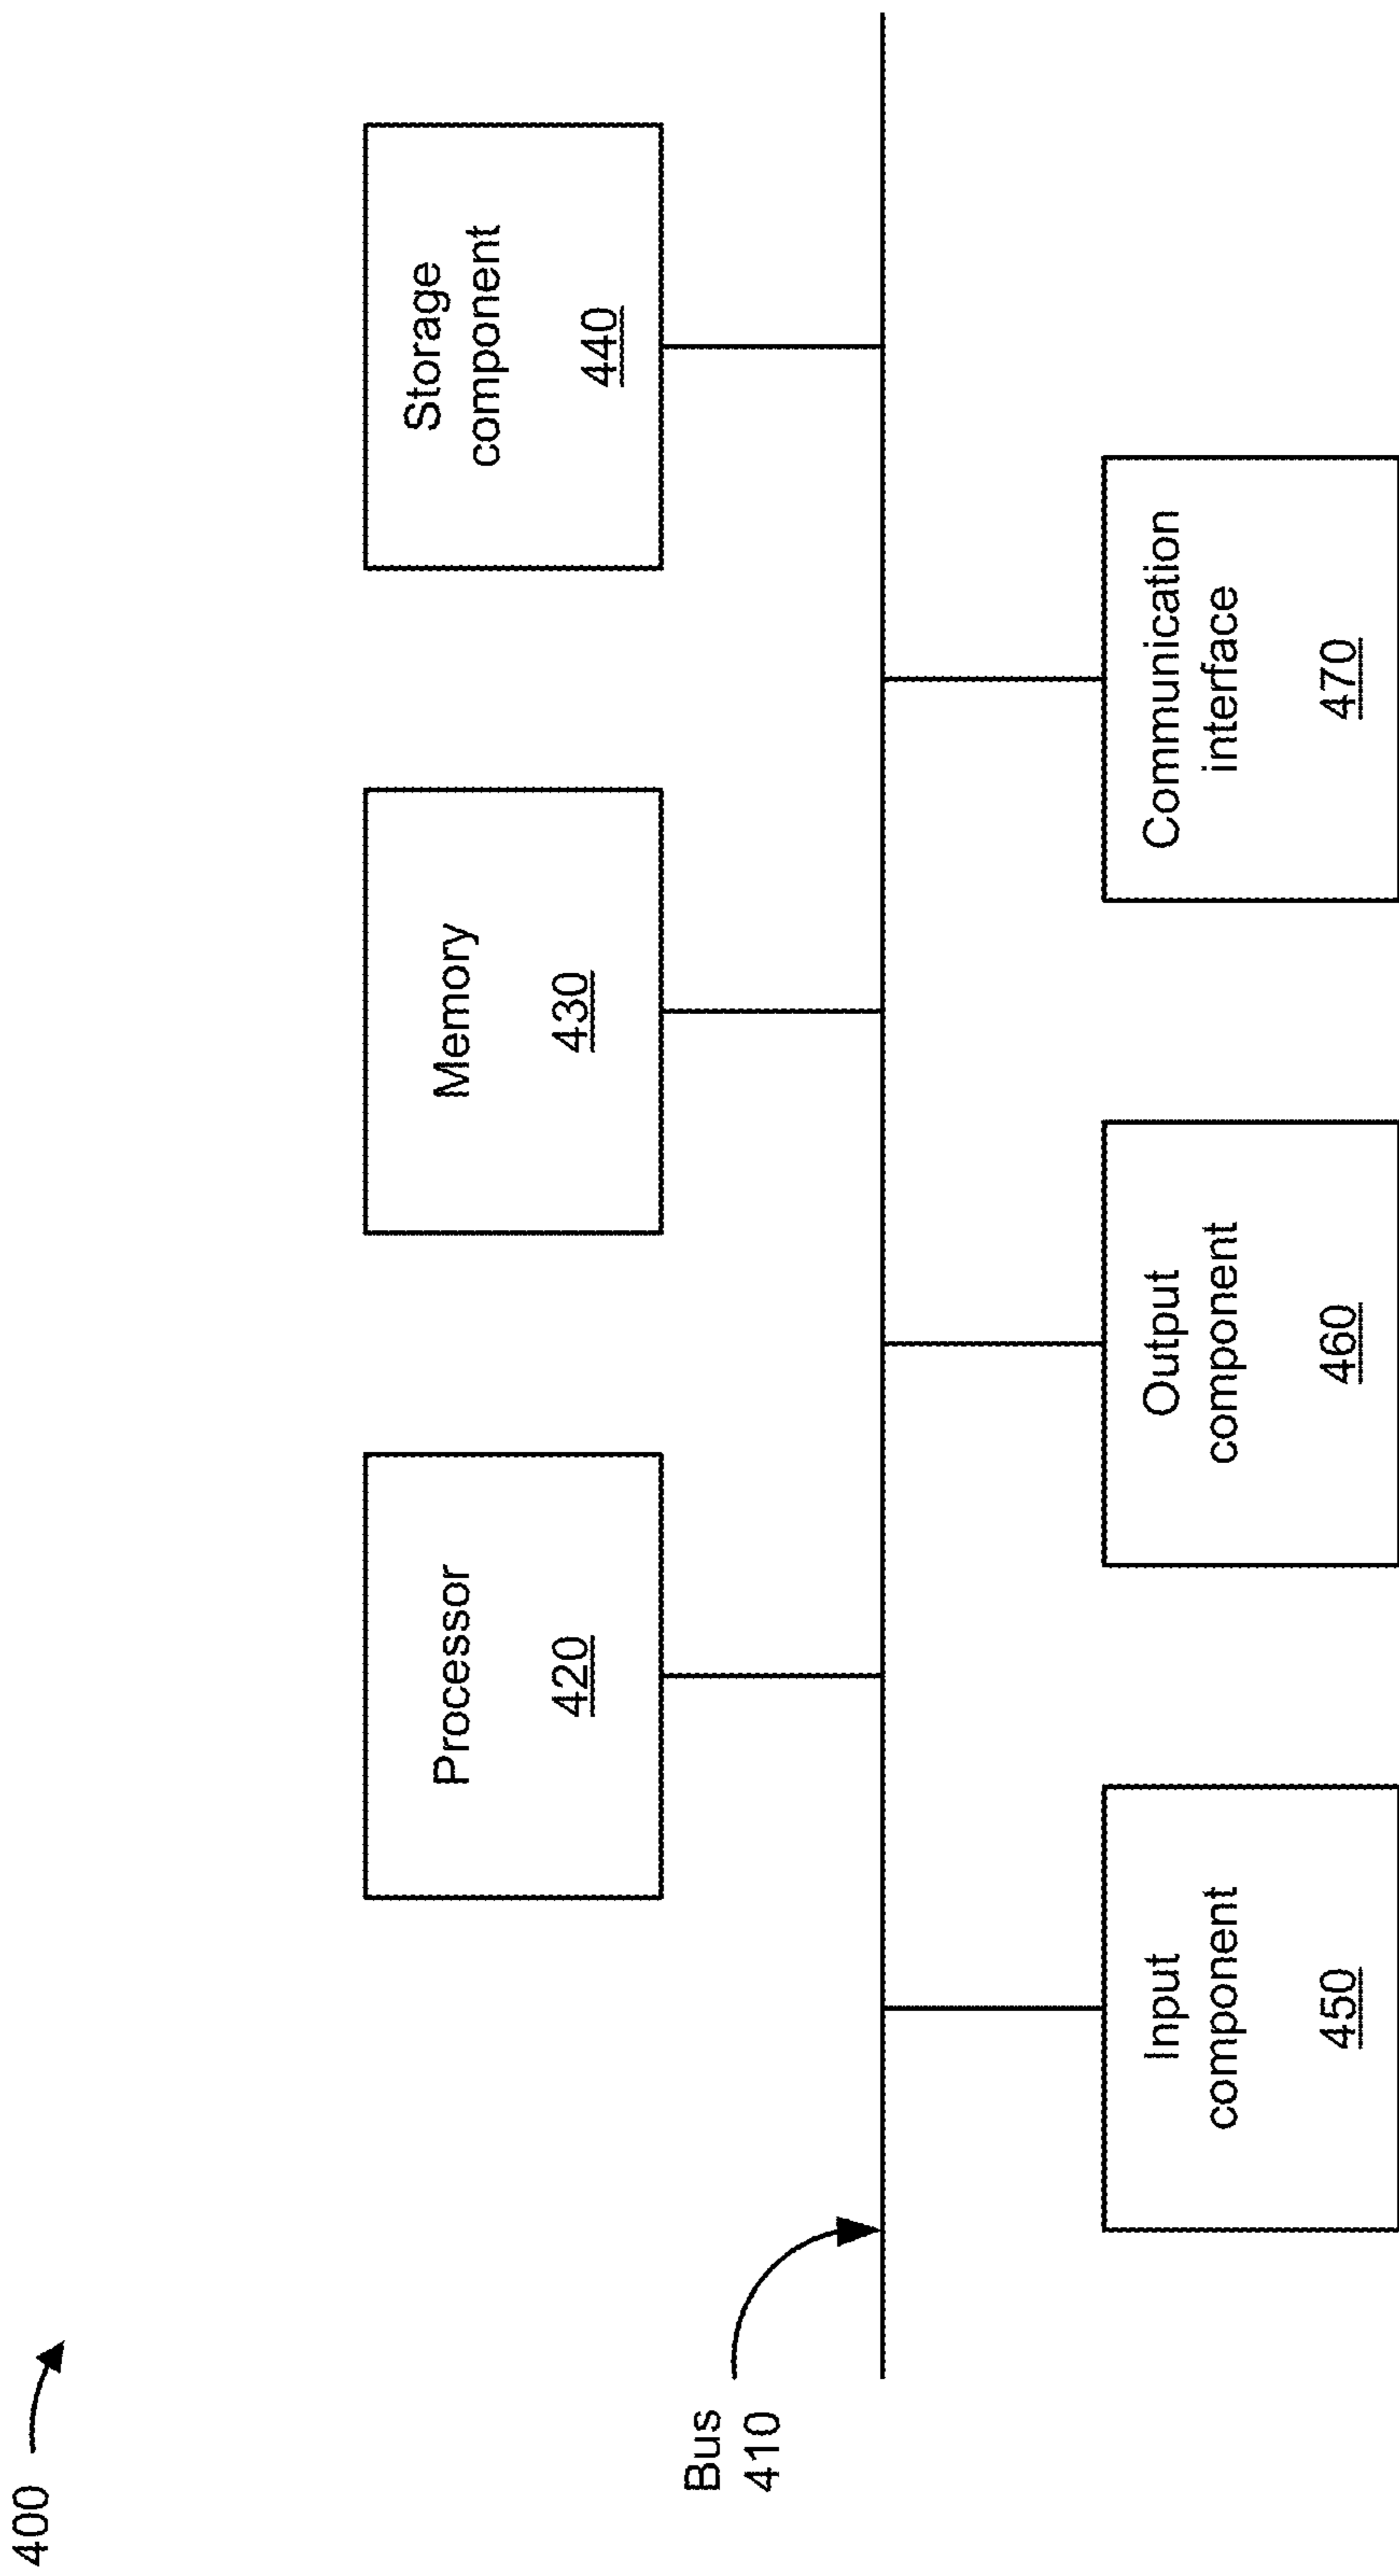 400
Bus
410
Processor
420
Memory
430
Storage
component
440
Input
component
450
Output
component
460
Communication
interface
470